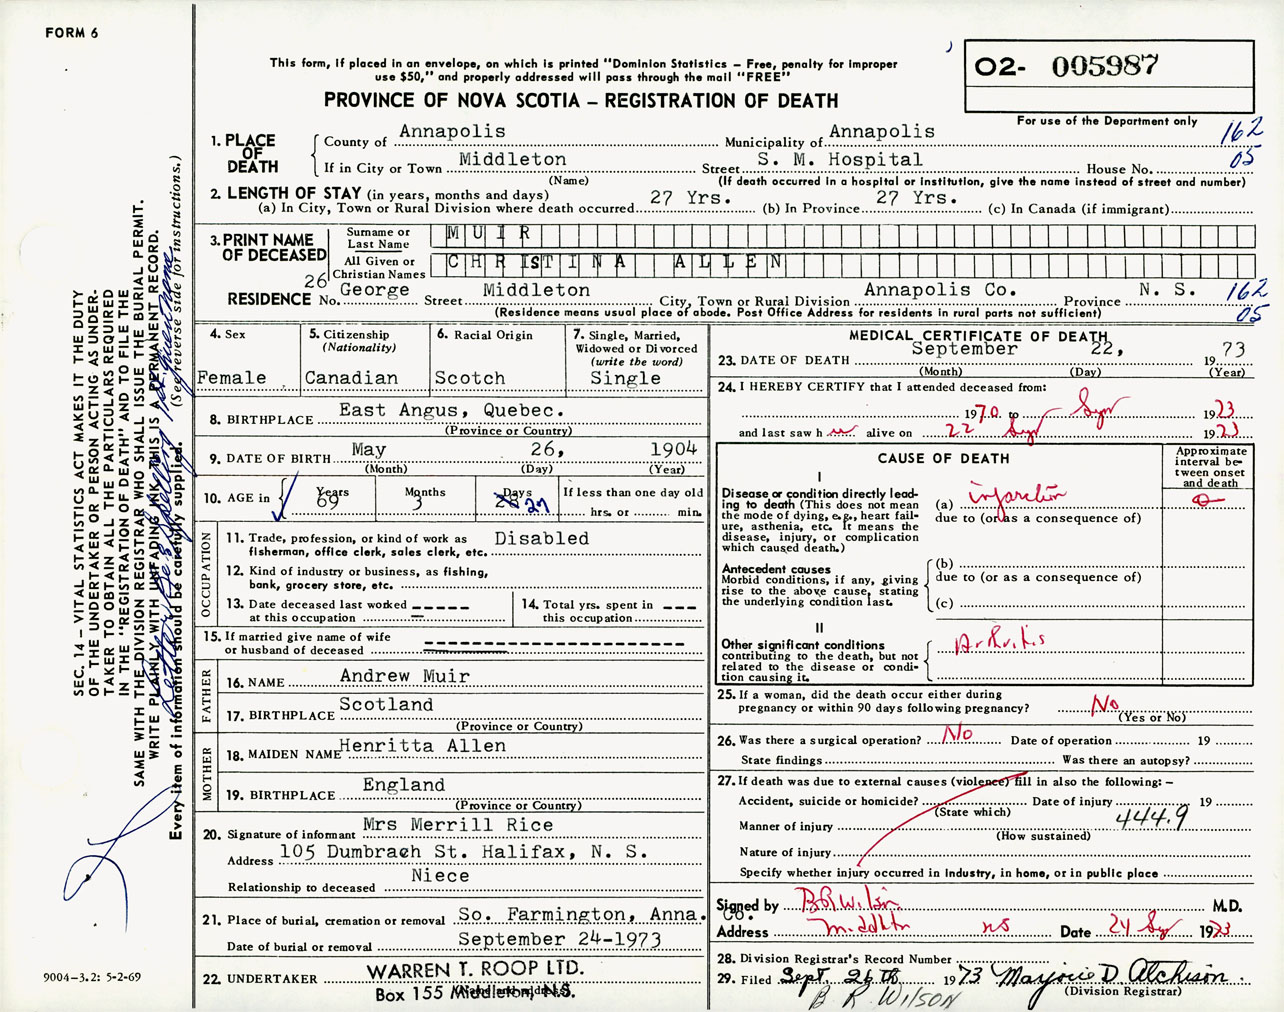 FORM 6
This form, if placed in an envelope, on which is printed "Dominion Statistics – Free, penalty for improper
use $50," and properly addressed will pass through the mail "FREE"
PROVINCE OF NOVA SCOTIA – REGISTRATION OF DEATH
O2- 005987
For use of the Department only
162
05
1. PLACE OF DEATH
County of Annapolis Municipality of Annapolis
If in City or Town Middleton Street S. M. Hospital House No.
(Name) (If death occurred in a hospital or institution, give the name instead of street and number)
2. LENGTH OF STAY (in years, months and days)
(a) In City, Town or Rural Division where death occurred 27 Yrs. (b) In Province 27 Yrs. (c) In Canada (if immigrant)
3. PRINT NAME OF DECEASED
Surname or Last Name MUIR
All Given or Christian Names CHRISTINA ALLEN
RESIDENCE No. 26 George Street Middleton City, Town or Rural Division Annapolis Co. Province N. S. 162
05
(Residence means usual place of abode. Post Office Address for residents in rural parts not sufficient)
4. Sex
Female
5. Citizenship
(Nationality)
Canadian
6. Racial Origin
Scotch
7. Single, Married,
Widowed or Divorced
(write the word)
Single
8. BIRTHPLACE East Angus, Quebec.
(Province or Country)
9. DATE OF BIRTH May 26, 1904
(Month) (Day) (Year)
10. AGE in
Years 69
Months 3
Days 28 27
If less than one day old
hrs. or min.
OCCUPATION
11. Trade, profession, or kind of work as Disabled
fisherman, office clerk, sales clerk, etc.
12. Kind of industry or business, as fishing,
bank, grocery store, etc.
13. Date deceased last worked
at this occupation
14. Total yrs. spent in
this occupation
15. If married give name of wife
or husband of deceased
FATHER
16. NAME Andrew Muir
17. BIRTHPLACE Scotland
(Province or Country)
MOTHER
18. MAIDEN NAME Henritta Allen
19. BIRTHPLACE England
(Province or Country)
20. Signature of informant Mrs Merrill Rice
Address 105 Dumbrach St. Halifax, N. S.
Relationship to deceased Niece
21. Place of burial, cremation or removal So. Farmington, Anna. Co.
Date of burial or removal September 24-1973
22. UNDERTAKER WARREN T. ROOP LTD.
(Name and address)
Box 155 Middleton, N.S.
MEDICAL CERTIFICATE OF DEATH
23. DATE OF DEATH September 22, 1973
(Month) (Day) (Year)
24. I HEREBY CERTIFY that I attended deceased from:
1970 to 1973
and last saw h alive on 22 1973
CAUSE OF DEATH
Approximate interval between onset and death
I
Disease or condition directly lead-
ing to death (This does not mean
the mode of dying, e.g., heart fail-
ure, asthenia, etc. It means the
disease, injury, or complication
which caused death.)
(a) infarction
due to (or as a consequence of)
Antecedent causes
Morbid conditions, if any, giving
rise to the above cause, stating
the underlying condition last.
(b)
due to (or as a consequence of)
(c)
II
Other significant conditions
contributing to the death, but not
related to the disease or condi-
tion causing it.
Arthritis
25. If a woman, did the death occur either during
pregnancy or within 90 days following pregnancy? No
(Yes or No)
26. Was there a surgical operation? No Date of operation 19
State findings Was there an autopsy?
27. If death was due to external causes (violence) fill in also the following: –
Accident, suicide or homicide? Date of injury 19
(State which)
Manner of injury 444.9
(How sustained)
Nature of injury
Specify whether injury occurred in industry, in home, or in public place
Signed by B R Wilson M.D.
Address Middleton NS Date 24 1973
28. Division Registrar's Record Number
29. Filed Sept. 26th 1973 Marjorie D. Atchison
(Division Registrar)
B R WILSON
SEC. 14 – VITAL STATISTICS ACT MAKES IT THE DUTY
OF THE UNDERTAKER OR PERSON ACTING AS UNDER-
TAKER TO OBTAIN ALL THE PARTICULARS REQUIRED
IN THE "REGISTRATION OF DEATH" AND TO FILE THE
SAME WITH THE DIVISION REGISTRAR WHO SHALL ISSUE THE BURIAL PERMIT.
WRITE PLAINLY, WITH UNFADING INK. THIS IS A PERMANENT RECORD.
Every item of information should be carefully supplied. (See reverse side for instructions.)
9004-3.2: 5-2-69